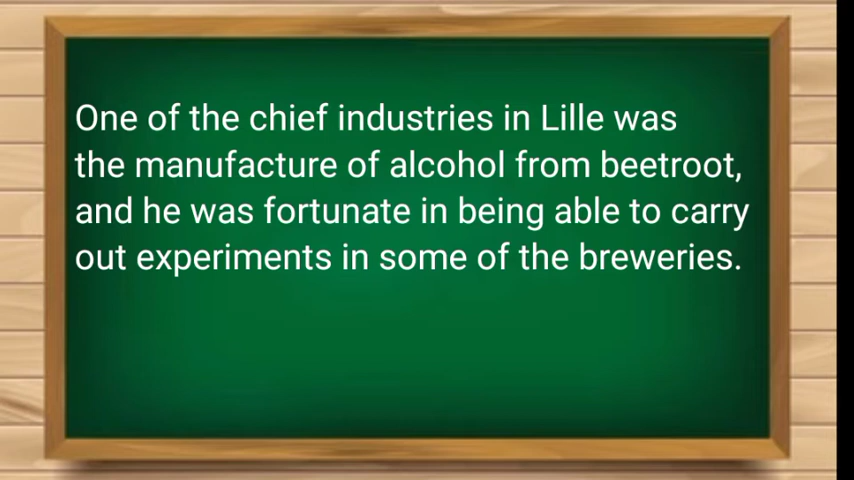 One of the chief industries in Lille was
the manufacture of alcohol from beetroot,
and he was fortunate in being able to carry
out experiments in some of the breweries.